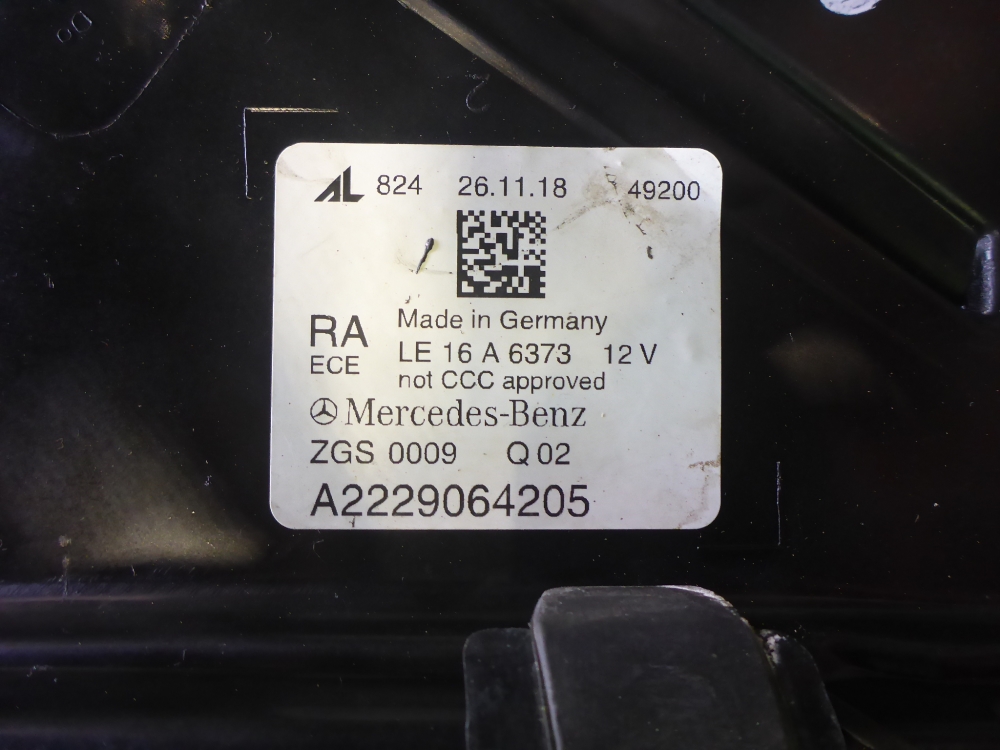 AL 824 26.11.18 49200
RA Made in Germany
ECE LE 16 A 6373 12 V
not CCC approved
Mercedes-Benz
ZGS 0009 Q 02
A2229064205